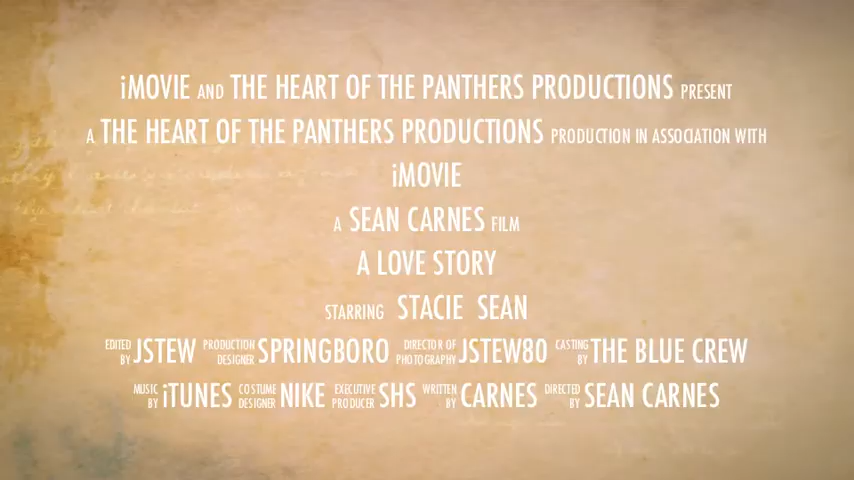 iMOVIE AND THE HEART OF THE PANTHERS PRODUCTIONS PRESENT
A THE HEART OF THE PANTHERS PRODUCTIONS PRODUCTION IN ASSOCIATION WITH
iMOVIE
A SEAN CARNES FILM
A LOVE STORY
STARRING STACIE SEAN
EDITED BY JSTEW PRODUCTION DESIGNER SPRINGBORO DIRECTOR OF PHOTOGRAPHY JSTEW80 CASTING BY THE BLUE CREW
MUSIC BY iTUNES COSTUME DESIGNER NIKE EXECUTIVE PRODUCER SHS WRITTEN BY CARNES DIRECTED BY SEAN CARNES